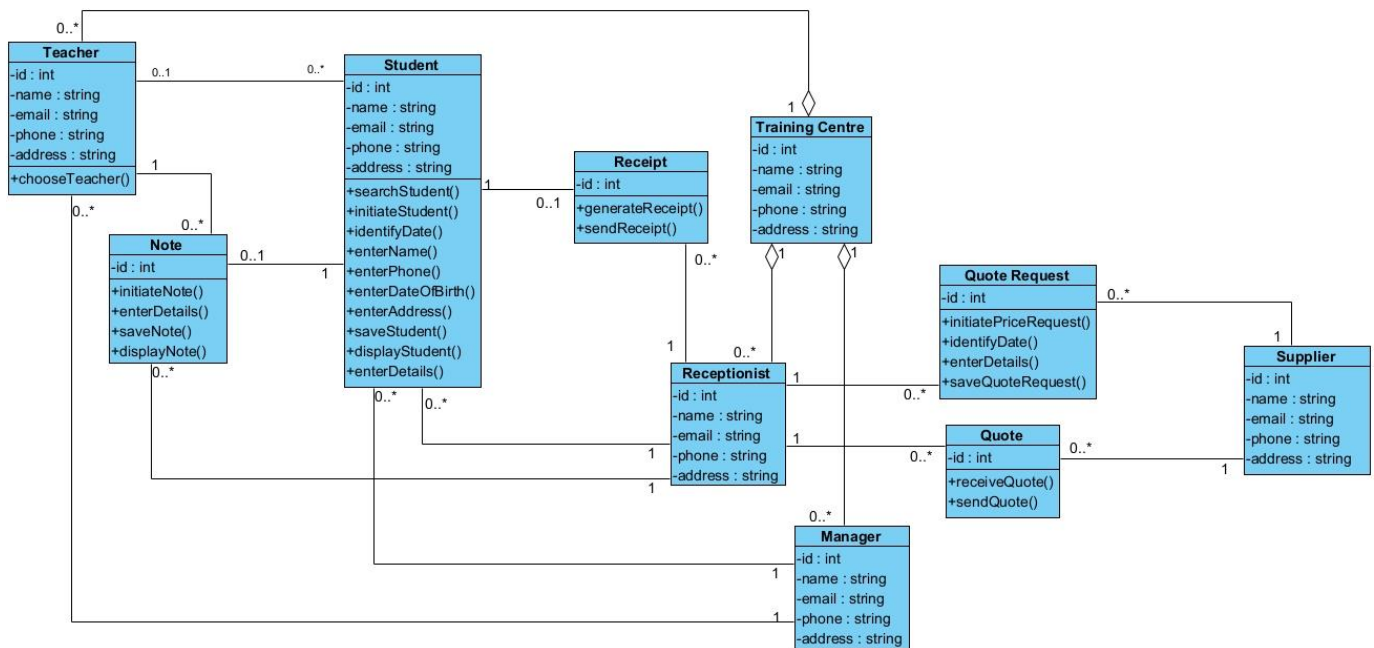 0..*
Teacher
-id : int
-name : string
-email : string
-phone : string
-address : string
+chooseTeacher()
0..1
0..*
1
0..*
0..*
Student
-id : int
-name : string
-email : string
-phone : string
-address : string
+searchStudent()
+initiateStudent()
+identifyDate()
+enterName()
+enterPhone()
+enterDateOfBirth()
+enterAddress()
+saveStudent()
+displayStudent()
+enterDetails()
1
0..1
Receipt
-id : int
+generateReceipt()
+sendReceipt()
0..*
1
1
Training Centre
-id : int
-name : string
-email : string
-phone : string
-address : string
1
1
Note
-id : int
+initiateNote()
+enterDetails()
+saveNote()
+displayNote()
0..1
1
0..*
0..*
0..*
0..*
Receptionist
-id : int
-name : string
-email : string
-phone : string
-address : string
1
1
1
0..*
1
0..*
Quote Request
-id : int
+initiatePriceRequest()
+identifyDate()
+enterDetails()
+saveQuoteRequest()
0..*
1
Supplier
-id : int
-name : string
-email : string
-phone : string
-address : string
Quote
-id : int
+receiveQuote()
+sendQuote()
0..*
1
0..*
Manager
-id : int
-name : string
-email : string
-phone : string
-address : string
1
1